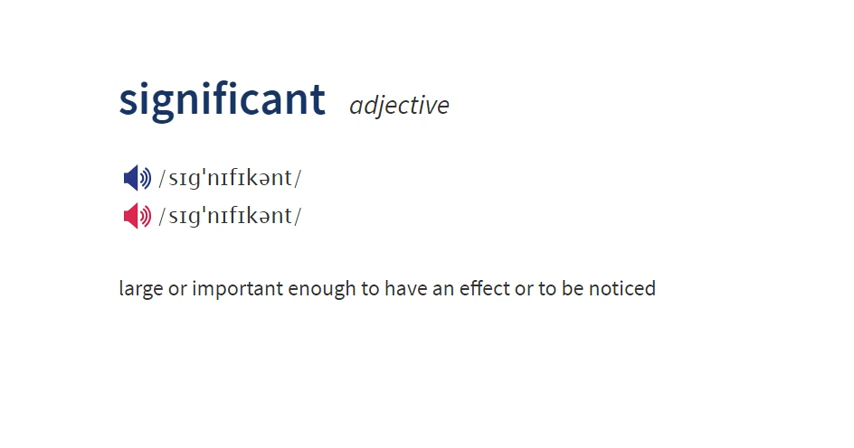 significant adjective
/sɪɡˈnɪfɪkənt/
/sɪɡˈnɪfɪkənt/
large or important enough to have an effect or to be noticed